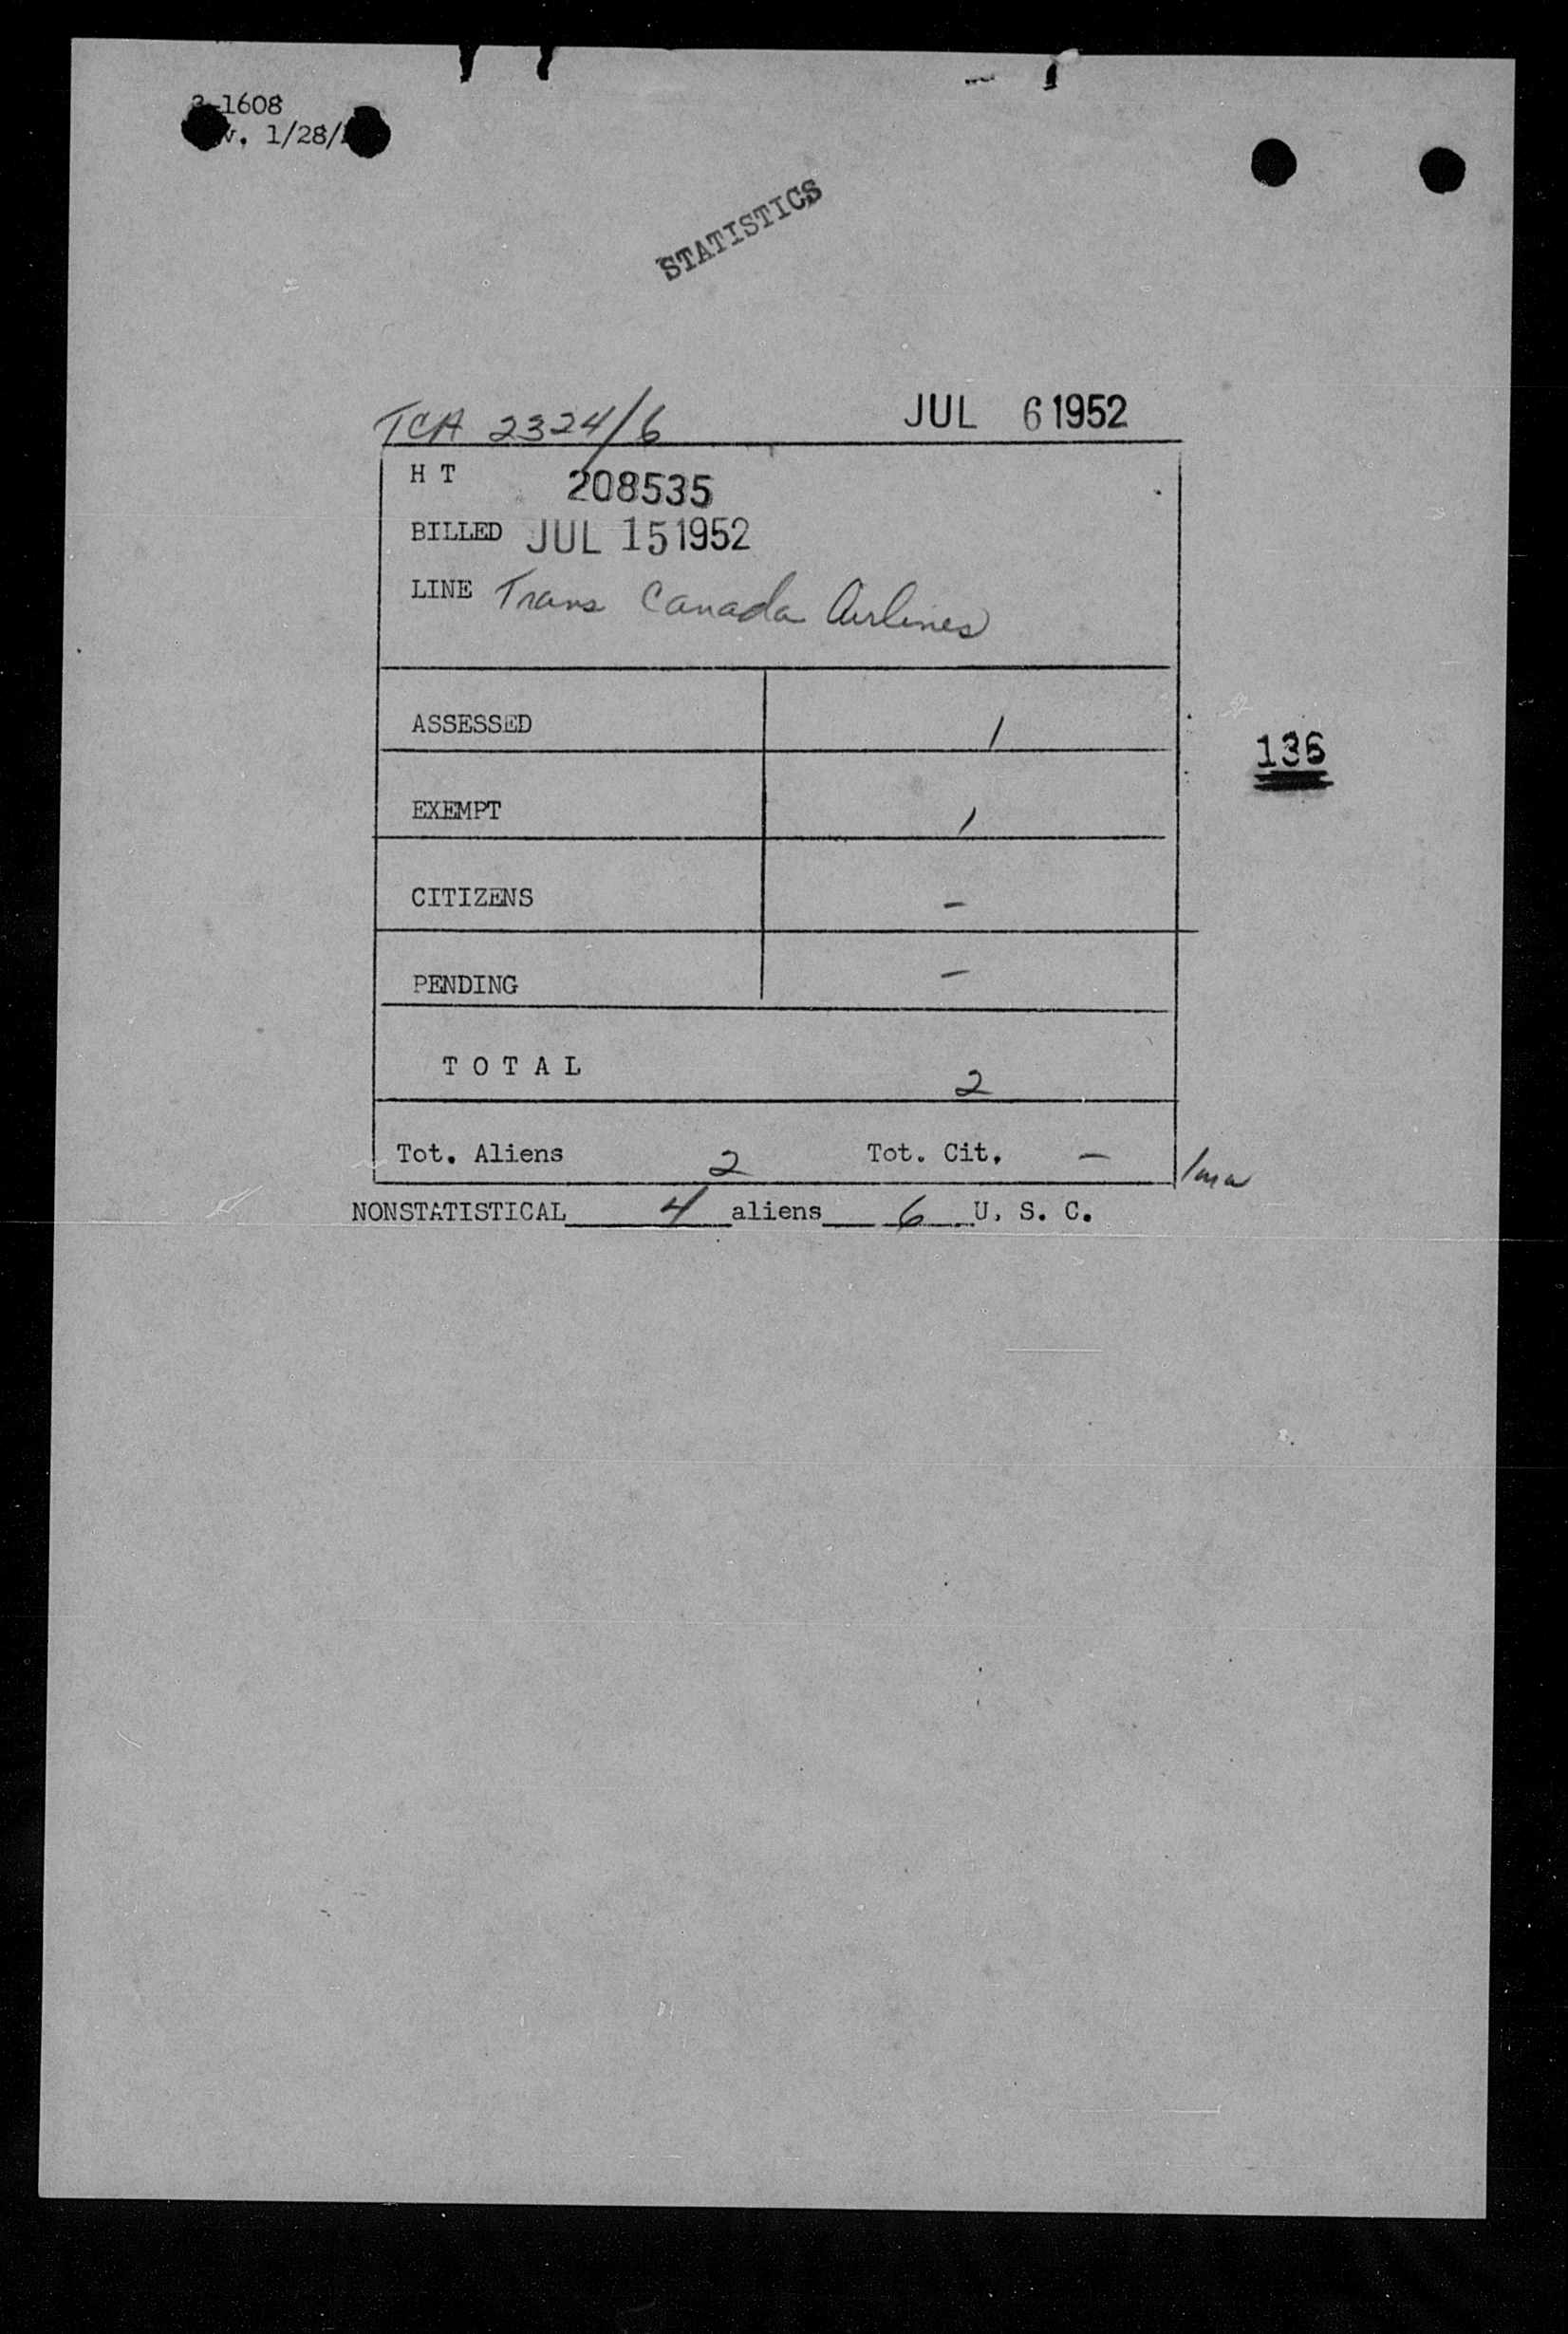 3-1608
v. 1/28/
STATISTICS
TCA 2324/6 JUL 6 1952
H T 208535
BILLED JUL 15 1952
LINE Trans Canada Airlines
ASSESSED 1
136
EXEMPT 1
CITIZENS -
PENDING -
T O T A L 2
Tot. Aliens 2 Tot. Cit. -
NONSTATISTICAL 4 aliens 6 U. S. C.